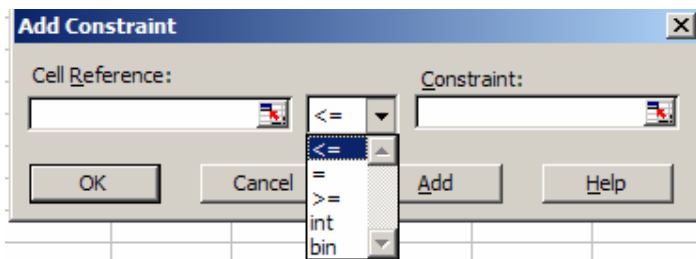 Add Constraint
Cell Reference: Constraint:
<=
<=
=
>=
int
bin
OK Cancel Add Help